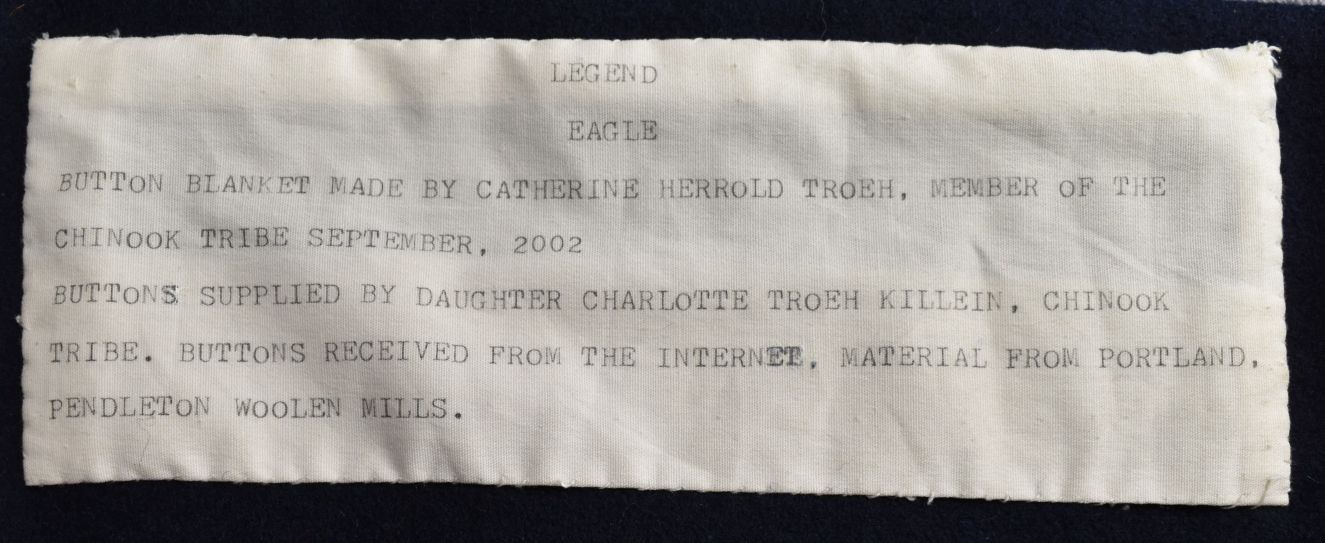 LEGEND
EAGLE
BUTTON BLANKET MADE BY CATHERINE HERROLD TROEH, MEMBER OF THE
CHINOOK TRIBE SEPTEMBER, 2002
BUTTONS SUPPLIED BY DAUGHTER CHARLOTTE TROEH KILLEIN, CHINOOK
TRIBE. BUTTONS RECEIVED FROM THE INTERNET, MATERIAL FROM PORTLAND,
PENDLETON WOOLEN MILLS.